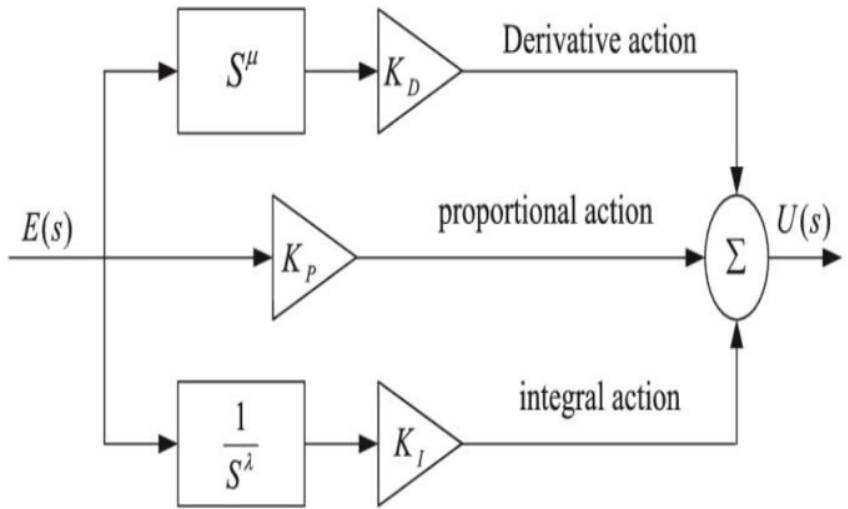 Derivative action
S^μ
K_D
E(s)
proportional action
U(s)
K_P
Σ
integral action
1
S^λ
K_I